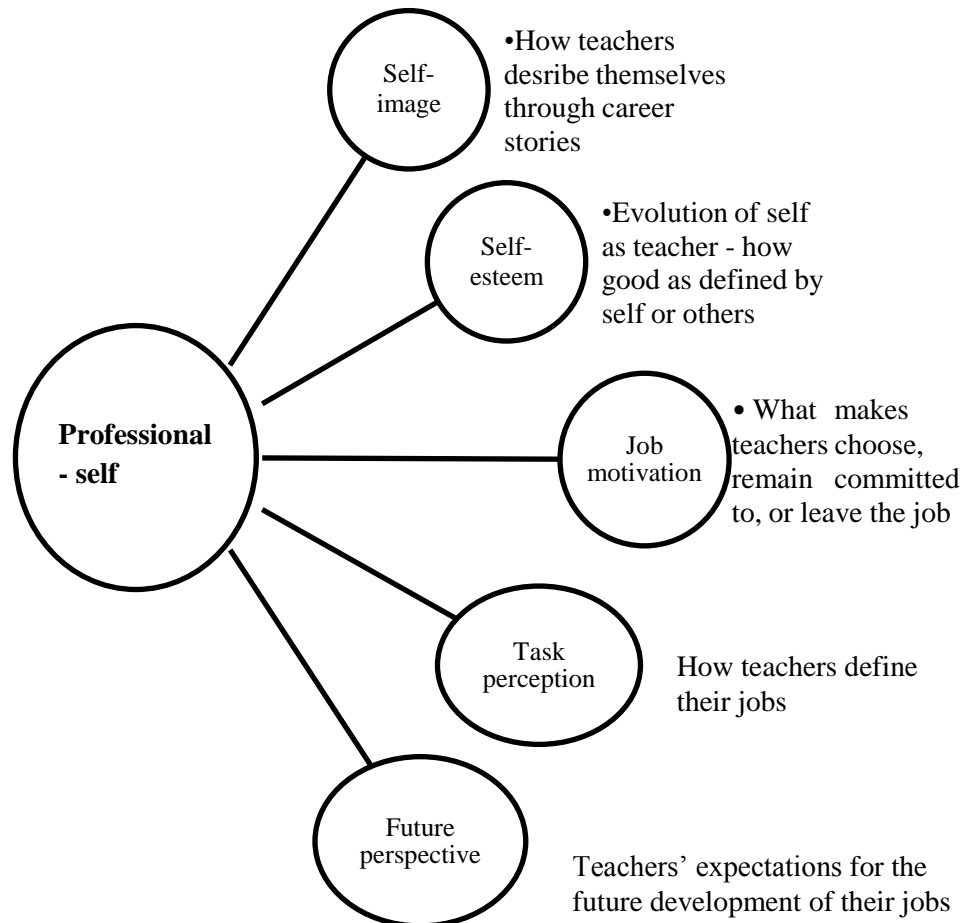 Self-
image
•How teachers
desribe themselves
through career
stories
Self-
esteem
•Evolution of self
as teacher - how
good as defined by
self or others
Professional
- self
Job
motivation
• What makes
teachers choose,
remain committed
to, or leave the job
Task
perception
How teachers define
their jobs
Future
perspective
Teachers’ expectations for the
future development of their jobs